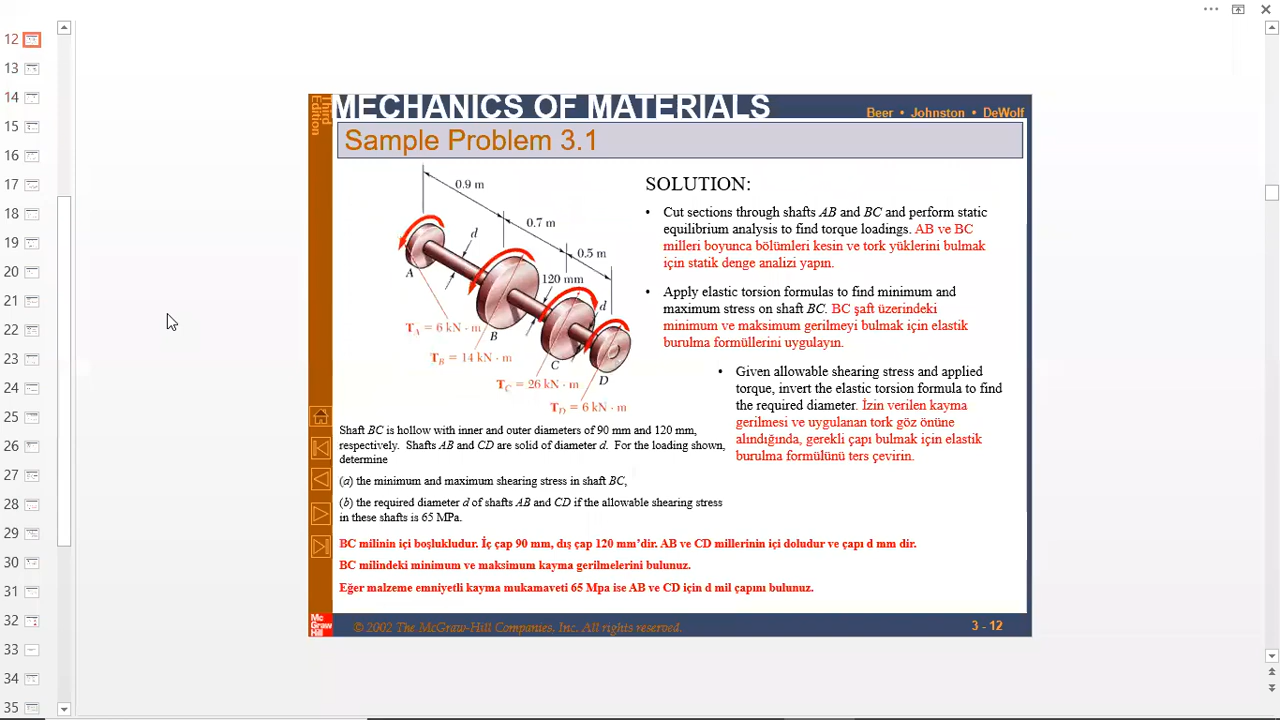 12
13
14
15
16
17
18
19
20
21
22
23
24
25
26
27
28
29
30
31
32
33
34
35
Third
Edition
MECHANICS OF MATERIALS
Beer • Johnston • DeWolf
Sample Problem 3.1
0.9 m
0.7 m
0.5 m
d
120 mm
d
A
B
C
D
T_A = 6 kN · m
T_B = 14 kN · m
T_C = 26 kN · m
T_D = 6 kN · m
Shaft BC is hollow with inner and outer diameters of 90 mm and 120 mm,
respectively. Shafts AB and CD are solid of diameter d. For the loading shown,
determine
(a) the minimum and maximum shearing stress in shaft BC,
(b) the required diameter d of shafts AB and CD if the allowable shearing stress
in these shafts is 65 MPa.
SOLUTION:
• Cut sections through shafts AB and BC and perform static
equilibrium analysis to find torque loadings. AB ve BC
milleri boyunca bölümleri kesin ve tork yüklerini bulmak
için statik denge analizi yapın.
• Apply elastic torsion formulas to find minimum and
maximum stress on shaft BC. BC şaft üzerindeki
minimum ve maksimum gerilmeyi bulmak için elastik
burulma formüllerini uygulayın.
• Given allowable shearing stress and applied
torque, invert the elastic torsion formula to find
the required diameter. İzin verilen kayma
gerilmesi ve uygulanan tork göz önüne
alındığında, gerekli çapı bulmak için elastik
burulma formülünü ters çevirin.
BC milinin içi boşlukludur. İç çap 90 mm, dış çap 120 mm’dir. AB ve CD millerinin içi doludur ve çapı d mm dir.
BC milindeki minimum ve maksimum kayma gerilmelerini bulunuz.
Eğer malzeme emniyetli kayma mukamaveti 65 Mpa ise AB ve CD için d mil çapını bulunuz.
Mc
Graw
Hill
© 2002 The McGraw-Hill Companies, Inc. All rights reserved.
3 - 12